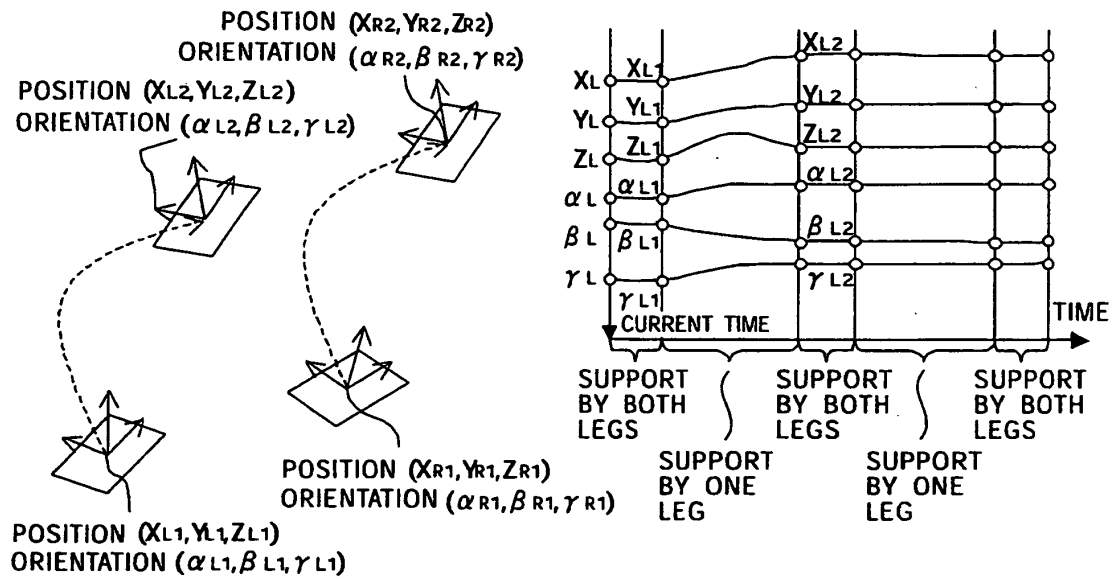 POSITION (XR2,YR2,ZR2)
ORIENTATION (αR2,βR2,γR2)
POSITION (XL2,YL2,ZL2)
ORIENTATION (αL2,βL2,γL2)
POSITION (XR1,YR1,ZR1)
ORIENTATION (αR1,βR1,γR1)
POSITION (XL1,YL1,ZL1)
ORIENTATION (αL1,βL1,γL1)
XL XL1 XL2
YL YL1 YL2
ZL ZL1 ZL2
αL αL1 αL2
βL βL1 βL2
γL γL1 γL2
CURRENT TIME
TIME
SUPPORT
BY BOTH
LEGS
SUPPORT
BY ONE
LEG
SUPPORT
BY BOTH
LEGS
SUPPORT
BY ONE
LEG
SUPPORT
BY BOTH
LEGS